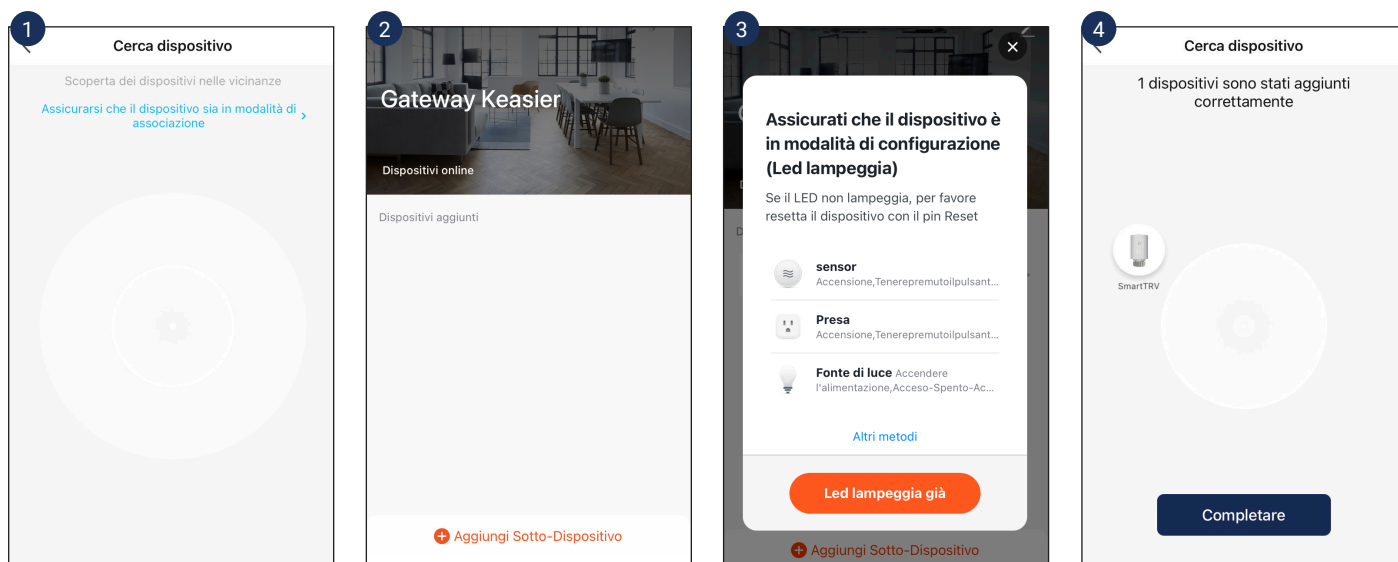 1
Cerca dispositivo
Scoperta dei dispositivi nelle vicinanze
Assicurarsi che il dispositivo sia in modalità di
associazione
2
Gateway Keasier
Dispositivi online
Dispositivi aggiunti
Aggiungi Sotto-Dispositivo
3
Assicurati che il dispositivo è
in modalità di configurazione
(Led lampeggia)
Se il LED non lampeggia, per favore
resetta il dispositivo con il pin Reset
sensor
Accensione,Tenerepremutoilpulsant...
Presa
Accensione,Tenerepremutoilpulsant...
Fonte di luce Accendere
l'alimentazione,Acceso-Spento-Ac...
Altri metodi
Led lampeggia già
Aggiungi Sotto-Dispositivo
4
Cerca dispositivo
1 dispositivi sono stati aggiunti
correttamente
SmartTRV
Completare